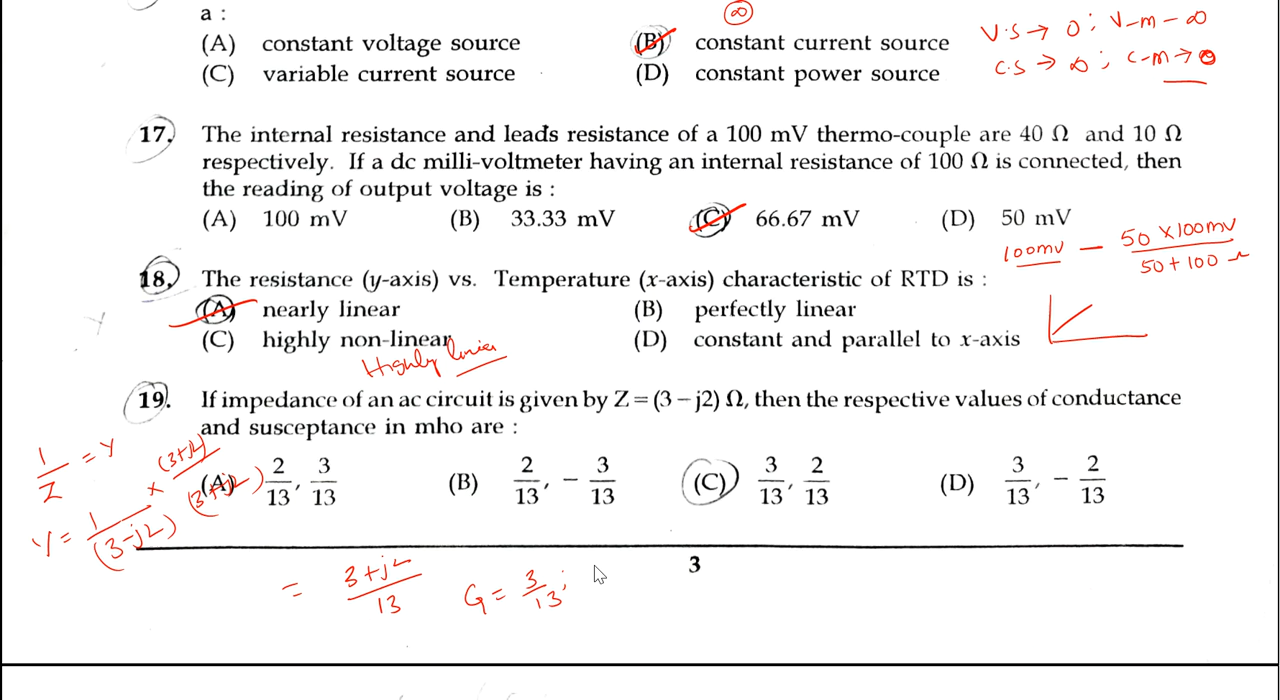 a :
∞
(A) constant voltage source (B) constant current source
V.S → 0 ; V-m - ∞
(C) variable current source (D) constant power source
C.S → ∞ ; C-m → 0
17. The internal resistance and leads resistance of a 100 mV thermo-couple are 40 Ω and 10 Ω
respectively. If a dc milli-voltmeter having an internal resistance of 100 Ω is connected, then
the reading of output voltage is :
(A) 100 mV (B) 33.33 mV (C) 66.67 mV (D) 50 mV
100mv - 50 × 100mv / 50 + 100
18. The resistance (y-axis) vs. Temperature (x-axis) characteristic of RTD is :
(A) nearly linear (B) perfectly linear
(C) highly non-linear (D) constant and parallel to x-axis
Highly linear
19. If impedance of an ac circuit is given by Z = (3 − j2) Ω, then the respective values of conductance
and susceptance in mho are :
1/Z = Y
(A) 2/13, 3/13 (B) 2/13, − 3/13 (C) 3/13, 2/13 (D) 3/13, − 2/13
Y = 1/(3-j2) × (3+j2)/(3+j2)
3
= 3+j2/13 G = 3/13 ;